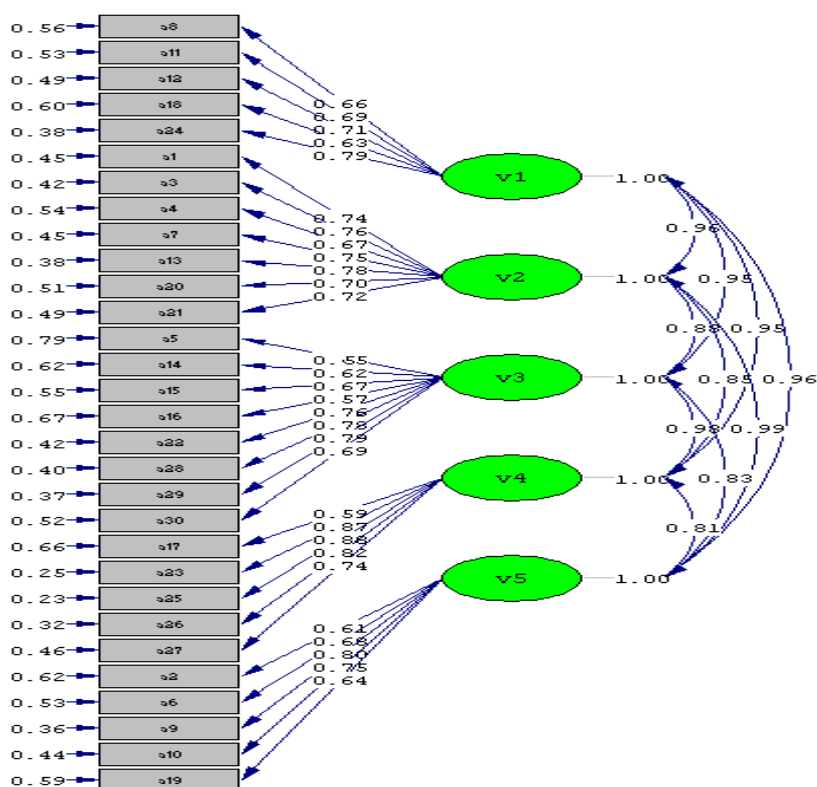 0.56 s8
0.53 s11
0.49 s12
0.60 s18
0.38 s24
0.45 s1
0.42 s3
0.54 s4
0.45 s7
0.38 s13
0.51 s20
0.49 s21
0.79 s5
0.62 s14
0.55 s15
0.67 s16
0.42 s22
0.40 s28
0.37 s29
0.52 s30
0.66 s17
0.25 s23
0.23 s25
0.32 s26
0.46 s27
0.62 s2
0.53 s6
0.36 s9
0.44 s10
0.59 s19
0.66
0.69
0.71
0.63
0.79
0.74
0.76
0.67
0.75
0.78
0.70
0.72
0.55
0.62
0.67
0.57
0.76
0.78
0.79
0.69
0.59
0.87
0.88
0.82
0.74
0.61
0.68
0.80
0.75
0.64
v1 1.00
v2 1.00
v3 1.00
v4 1.00
v5 1.00
0.96
0.95
0.88 0.95
0.85 0.96
0.98 0.99
0.83
0.81